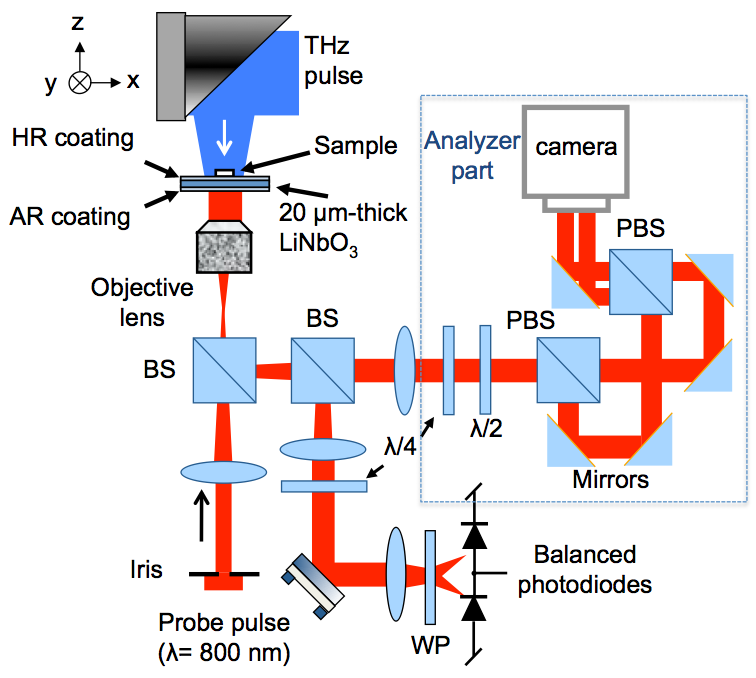 z
y
x
THz
pulse
HR coating
Sample
AR coating
20 µm-thick
LiNbO₃
Objective
lens
BS
BS
Analyzer
part
camera
PBS
PBS
λ/4
λ/2
Mirrors
Iris
Probe pulse
(λ= 800 nm)
WP
Balanced
photodiodes